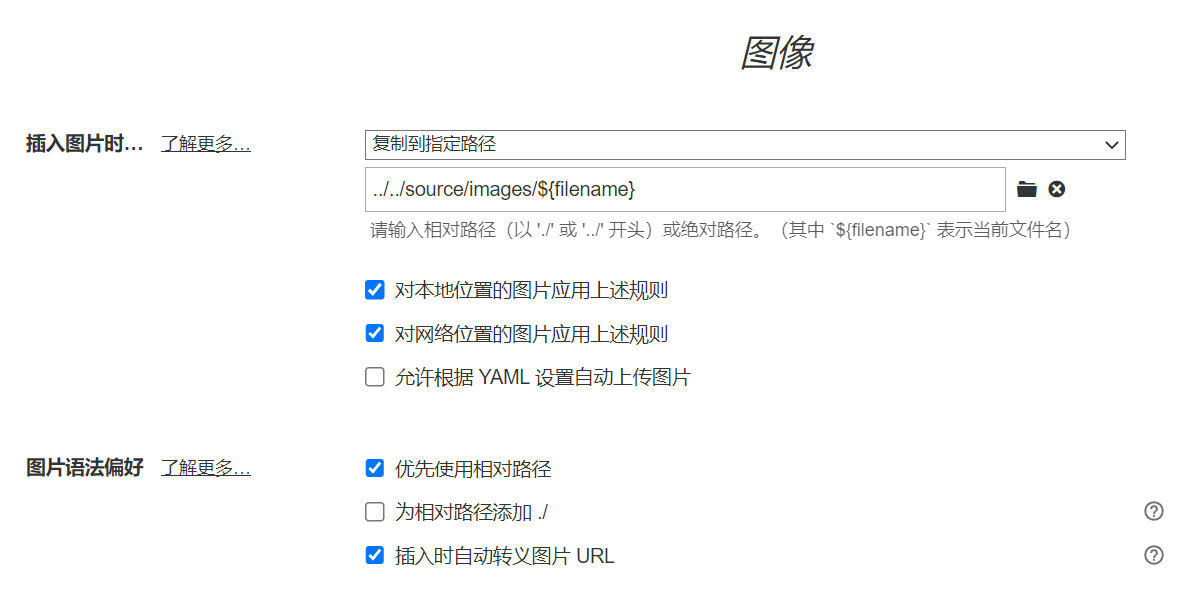 图像
插入图片时... 了解更多...
复制到指定路径
../../source/images/${filename}
请输入相对路径（以 './' 或 '../' 开头）或绝对路径。（其中 `${filename}` 表示当前文件名）
对本地位置的图片应用上述规则
对网络位置的图片应用上述规则
允许根据 YAML 设置自动上传图片
图片语法偏好 了解更多...
优先使用相对路径
为相对路径添加 ./
插入时自动转义图片 URL